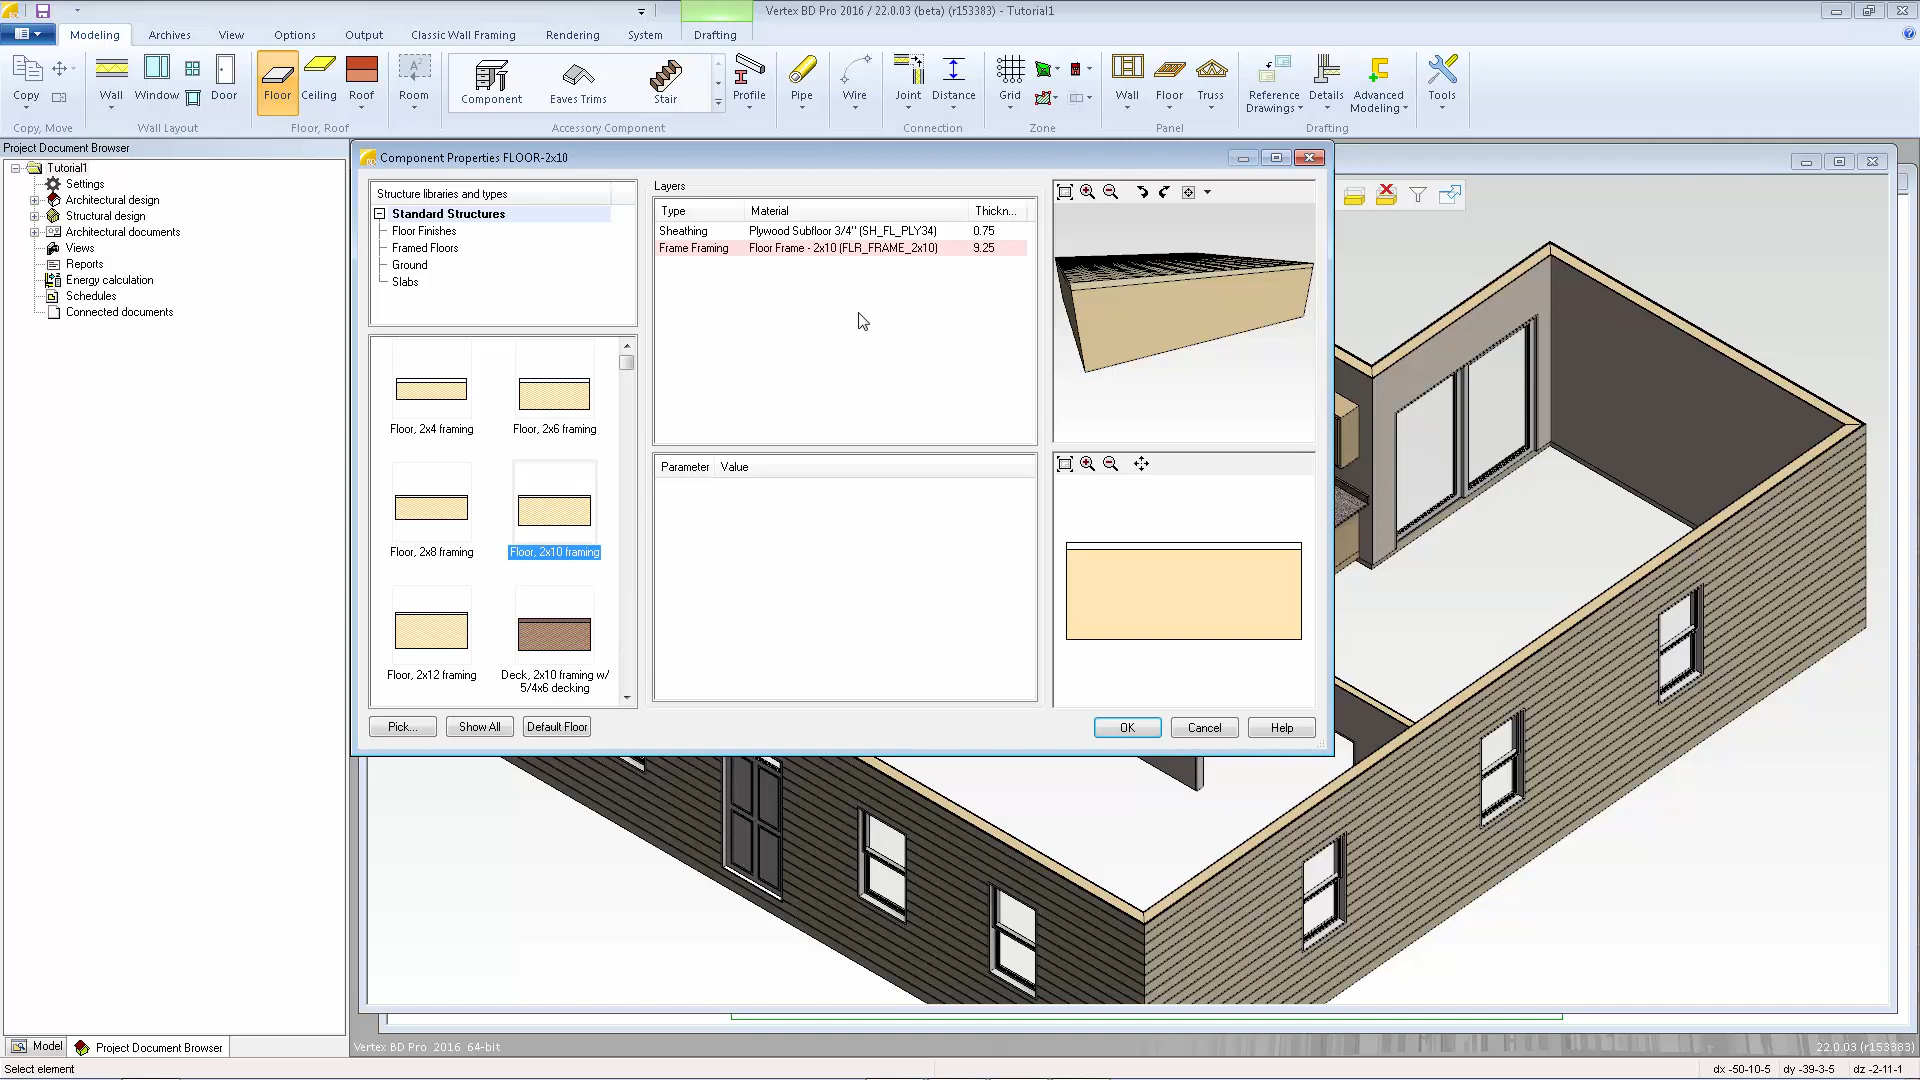 Vertex BD Pro 2016 / 22.0.03 (beta) (r153383) - Tutorial1
Modeling Archives View Options Output Classic Wall Framing Rendering System Drafting
Copy Wall Window Door Floor Ceiling Roof Room Component Eaves Trims Stair Profile Pipe Wire Joint Distance Grid Wall Floor Truss Reference Drawings Details Advanced Modeling Tools
Copy, Move Wall Layout Floor, Roof Accessory Component Connection Zone Panel Drafting
Project Document Browser
Tutorial1
Settings
Architectural design
Structural design
Architectural documents
Views
Reports
Energy calculation
Schedules
Connected documents
Component Properties FLOOR-2x10
Structure libraries and types
Standard Structures
Floor Finishes
Framed Floors
Ground
Slabs
Floor, 2x4 framing Floor, 2x6 framing
Floor, 2x8 framing Floor, 2x10 framing
Floor, 2x12 framing Deck, 2x10 framing w/
5/4x6 decking
Pick... Show All Default Floor
Layers
Type Material Thickn...
Sheathing Plywood Subfloor 3/4" (SH_FL_PLY34) 0.75
Frame Framing Floor Frame - 2x10 (FLR_FRAME_2x10) 9.25
Parameter Value
OK Cancel Help
Model Project Document Browser
Vertex BD Pro 2016 64-bit 22.0.03 (r153383)
Select element dx -50-10-5 dy -39-3-5 dz -2-11-1